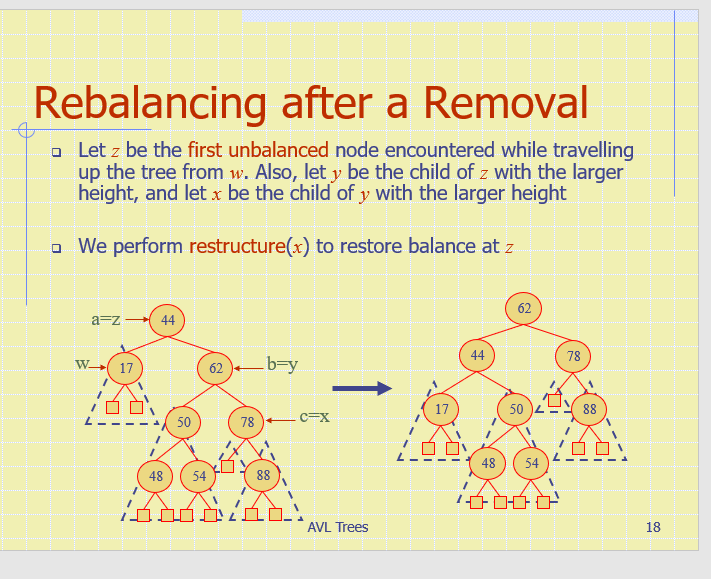 Rebalancing after a Removal
Let z be the first unbalanced node encountered while travelling
up the tree from w. Also, let y be the child of z with the larger
height, and let x be the child of y with the larger height
We perform restructure(x) to restore balance at z
a=z
44
w
17
62
b=y
50
78
c=x
48
54
88
62
44
78
17
50
88
48
54
AVL Trees
18